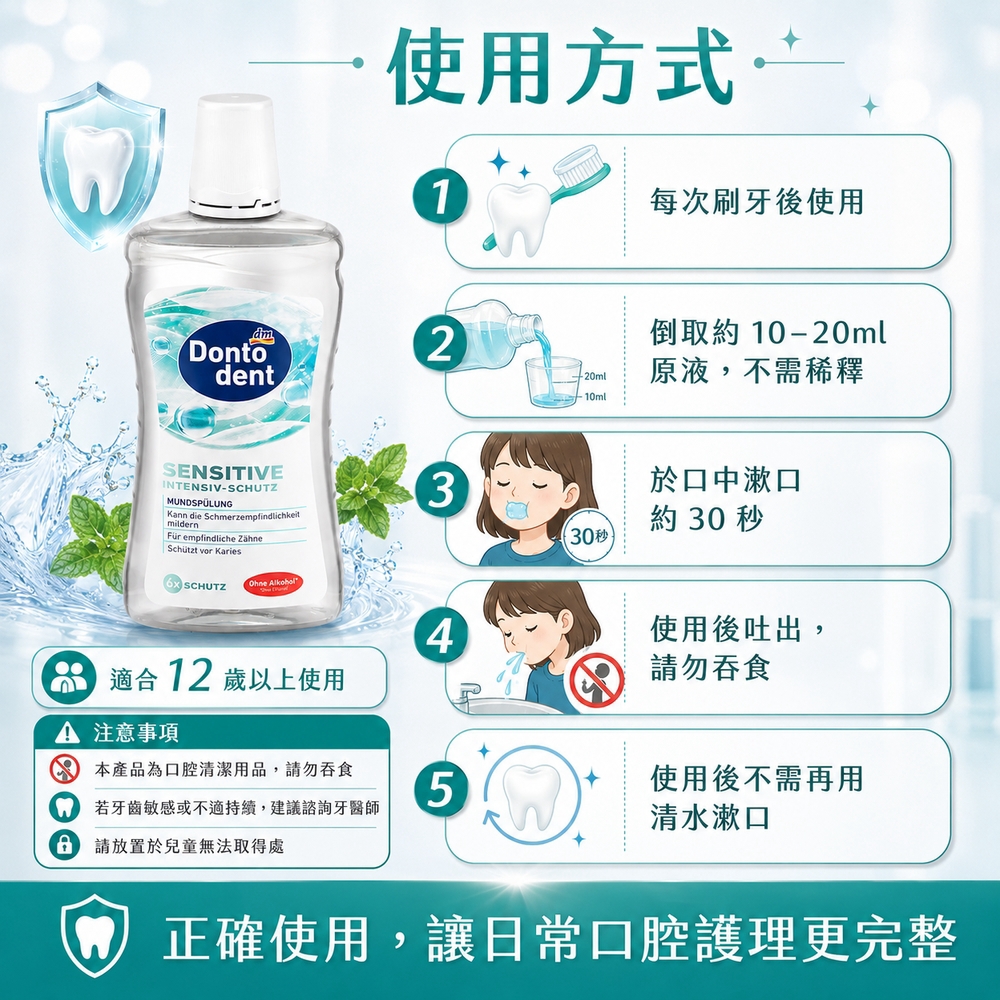 使用方式
dm
Donto
dent
SENSITIVE
INTENSIV-SCHUTZ
MUNDSPÜLUNG
Kann die Schmerzempfindlichkeit
mildern
Für empfindliche Zähne
Schützt vor Karies
6x SCHUTZ
Ohne Alkohol*
適合 12 歲以上使用
注意事項
本產品為口腔清潔用品，請勿吞食
若牙齒敏感或不適持續，建議諮詢牙醫師
請放置於兒童無法取得處
1
每次刷牙後使用
2
20ml
10ml
倒取約 10–20ml
原液，不需稀釋
3
30秒
於口中漱口
約 30 秒
4
使用後吐出，
請勿吞食
5
使用後不需再用
清水漱口
正確使用，讓日常口腔護理更完整